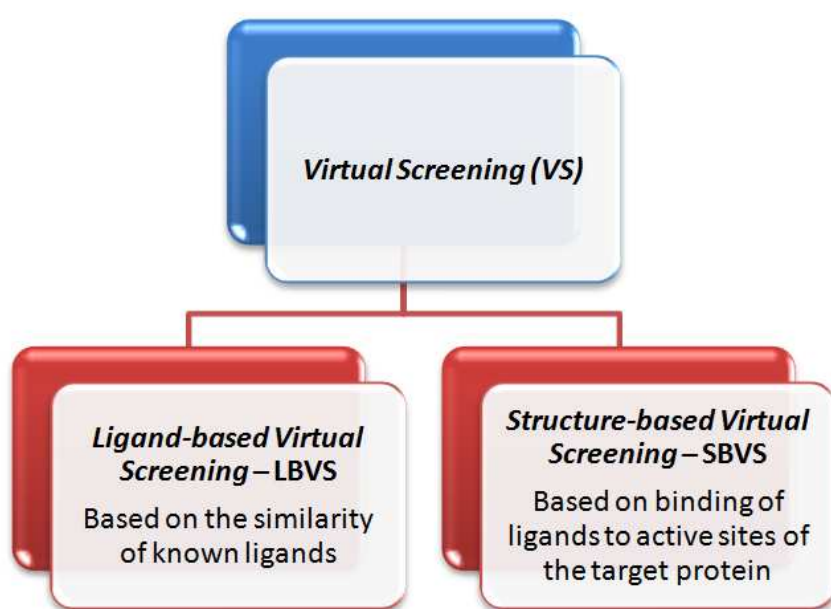 Virtual Screening (VS)
Ligand-based Virtual
Screening – LBVS
Based on the similarity
of known ligands
Structure-based Virtual
Screening – SBVS
Based on binding of
ligands to active sites of
the target protein